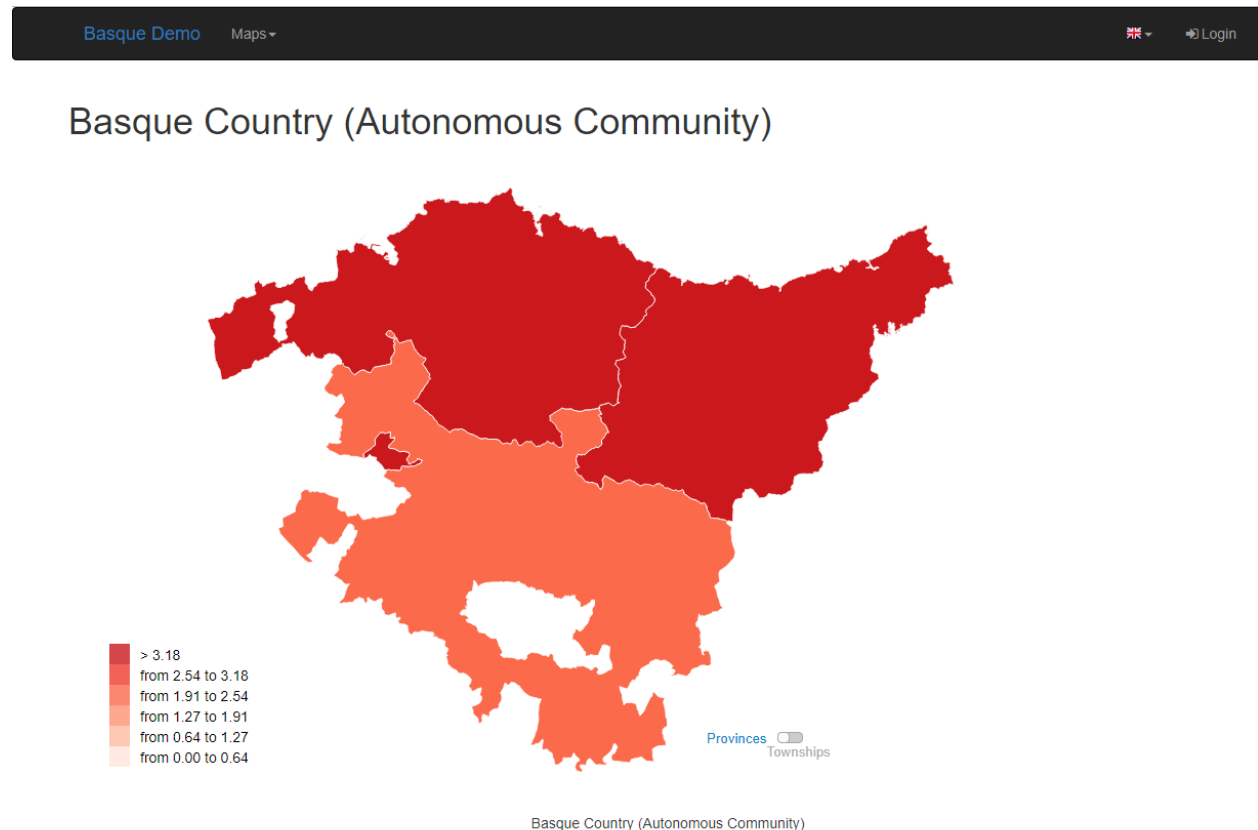 Basque Demo Maps Login
Basque Country (Autonomous Community)
> 3.18
from 2.54 to 3.18
from 1.91 to 2.54
from 1.27 to 1.91
from 0.64 to 1.27
from 0.00 to 0.64
Provinces
Townships
Basque Country (Autonomous Community)